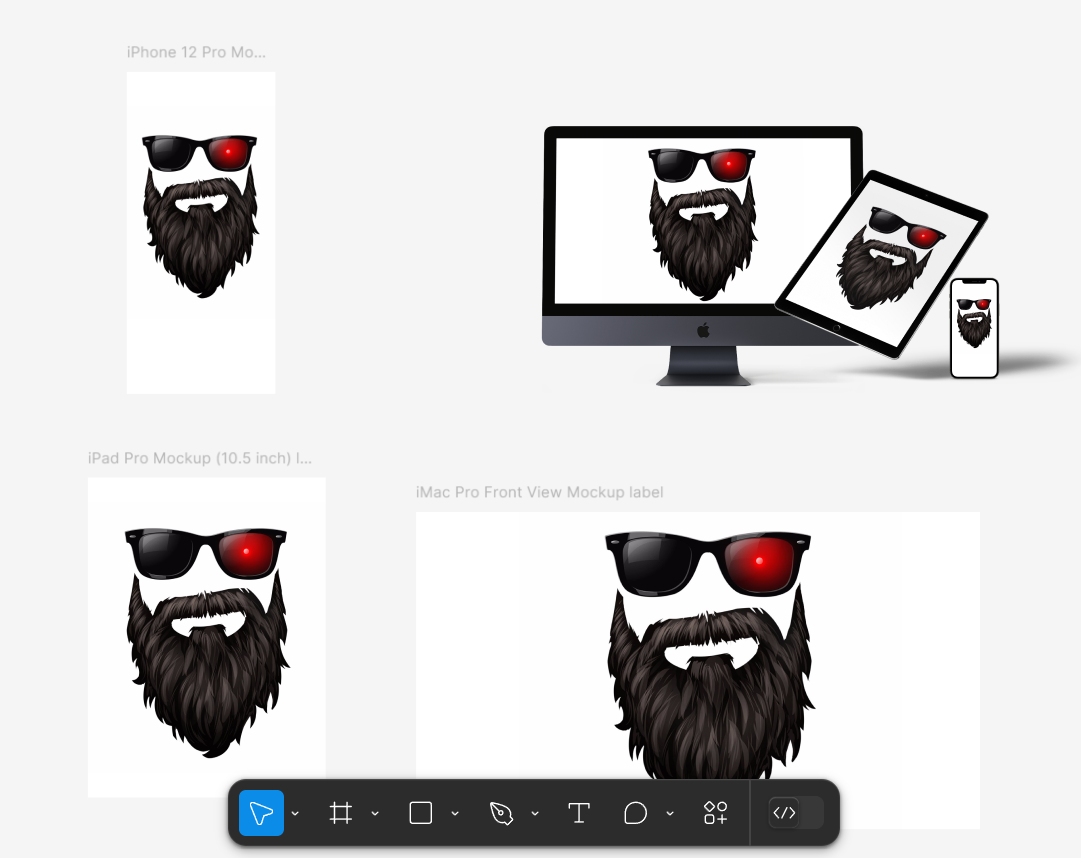 iPhone 12 Pro Mo...
iPad Pro Mockup (10.5 inch) l...
iMac Pro Front View Mockup label